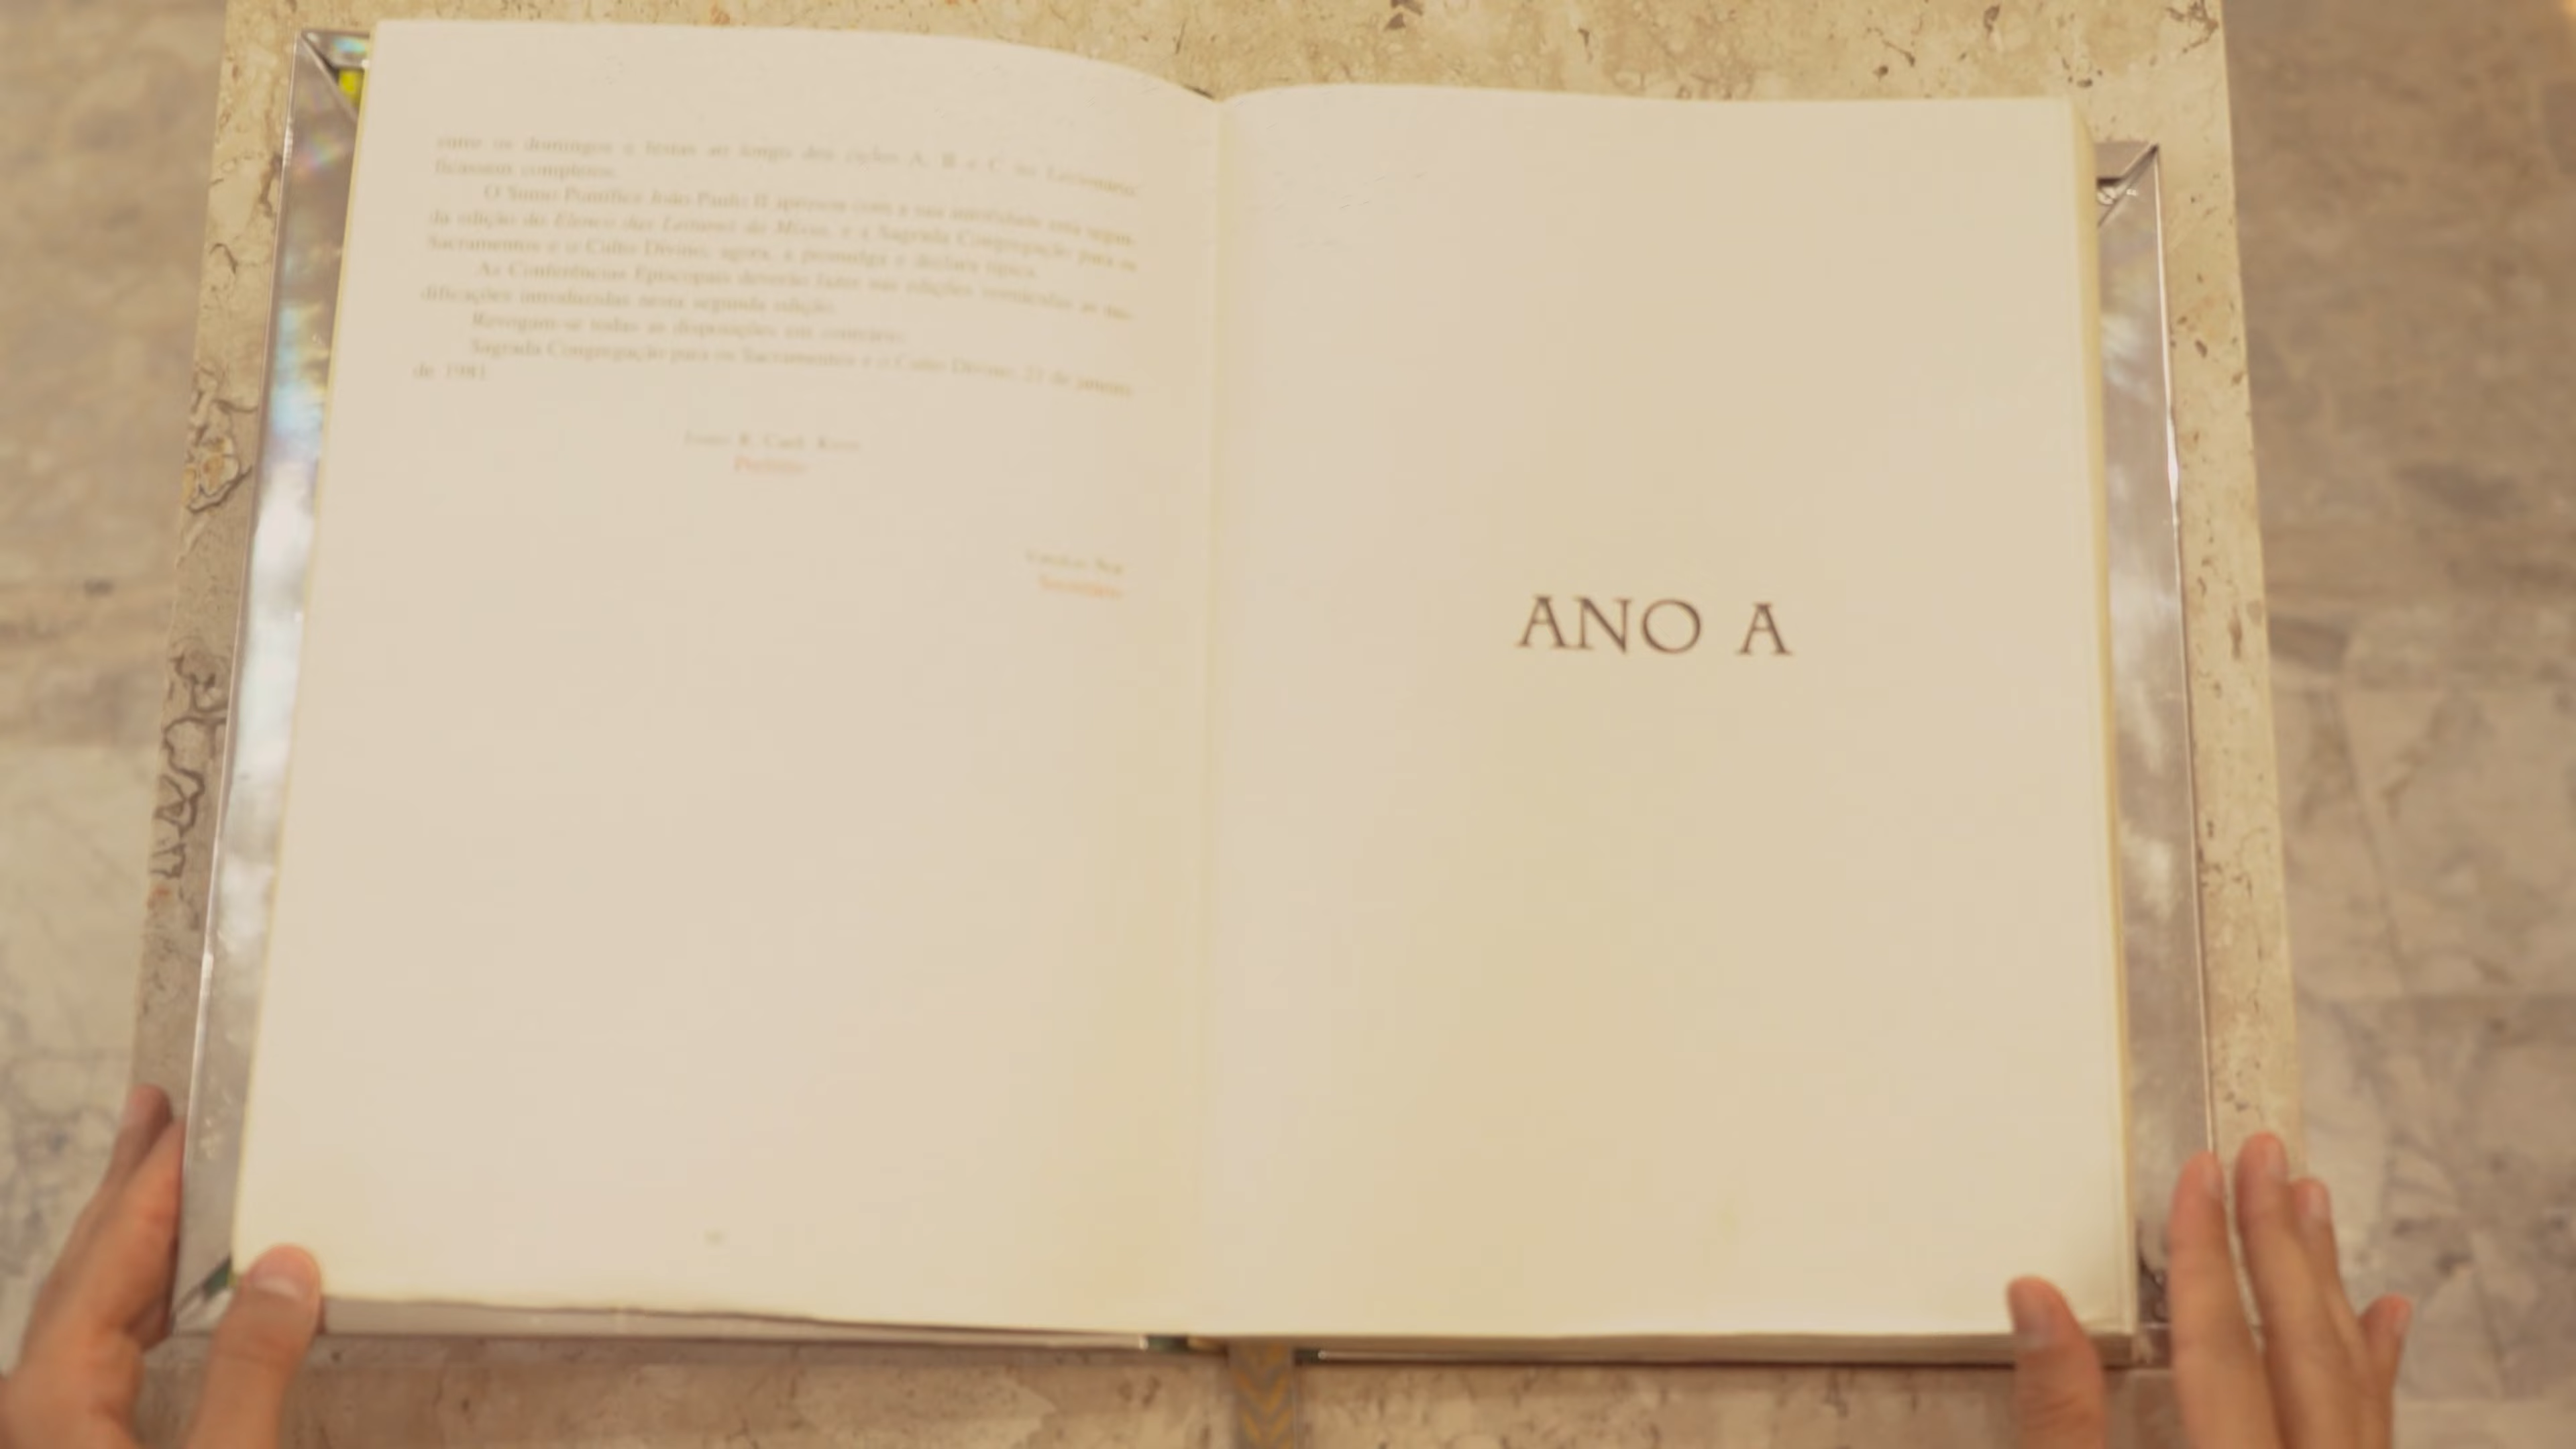 entre os domingos e festas ao longo dos ciclos A, B e C no Lecionário
ficassem completos.
O Sumo Pontífice João Paulo II aprovou com a sua autoridade esta segun-
da edição do Elenco das Leituras da Missa, e a Sagrada Congregação para os
Sacramentos e o Culto Divino, agora, a promulga e declara típica.
As Conferências Episcopais deverão fazer nas edições vernáculas as mo-
dificações introduzidas nesta segunda edição.
Revogam-se todas as disposições em contrário.
Sagrada Congregação para os Sacramentos e o Culto Divino, 21 de janeiro
de 1981.
R. Card.
Prefeito
Secretário
ANO A